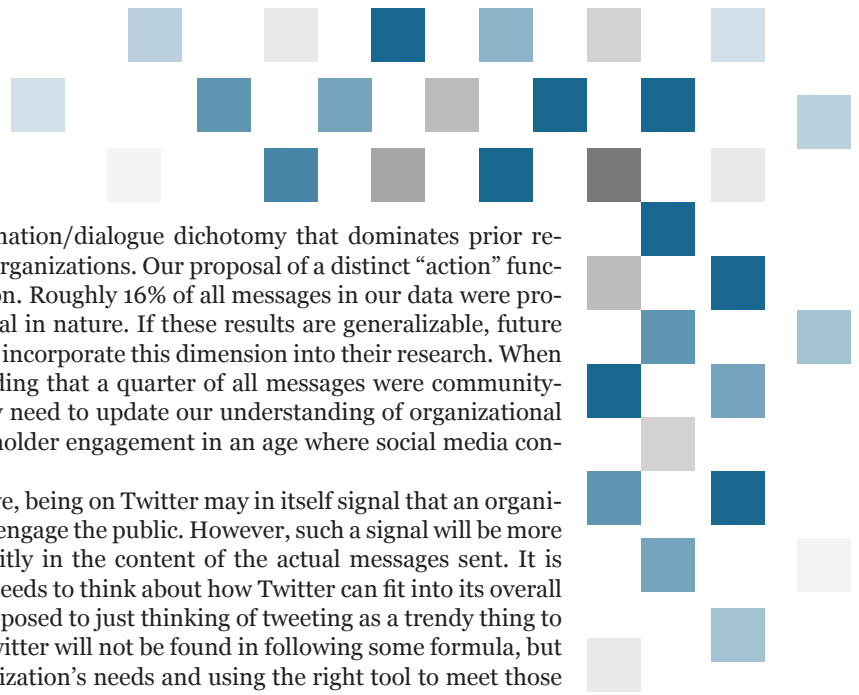 nation/dialogue dichotomy that dominates prior re-
organizations. Our proposal of a distinct “action” func-
on. Roughly 16% of all messages in our data were pro-
al in nature. If these results are generalizable, future
incorporate this dimension into their research. When
ding that a quarter of all messages were community-
y need to update our understanding of organizational
holder engagement in an age where social media con-
ve, being on Twitter may in itself signal that an organi-
engage the public. However, such a signal will be more
itly in the content of the actual messages sent. It is
needs to think about how Twitter can fit into its overall
posed to just thinking of tweeting as a trendy thing to
witter will not be found in following some formula, but
ization’s needs and using the right tool to meet those